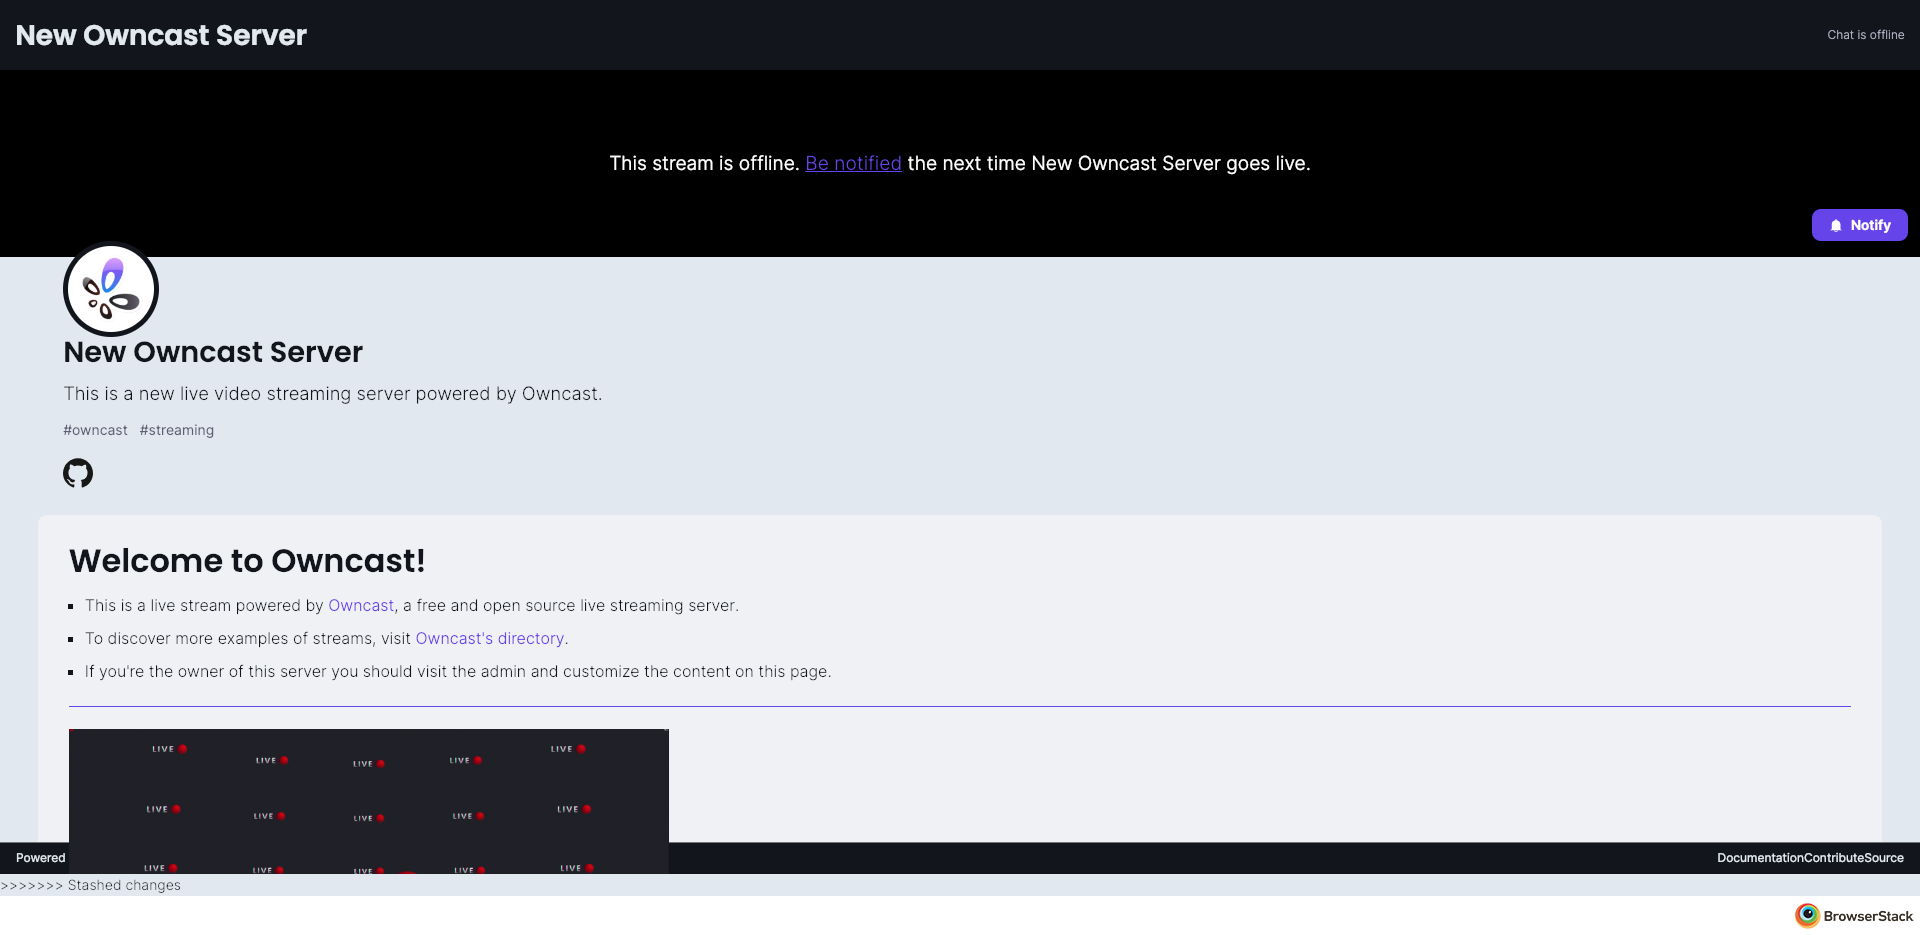 New Owncast Server
Chat is offline
This stream is offline. Be notified the next time New Owncast Server goes live.
Notify
New Owncast Server
This is a new live video streaming server powered by Owncast.
#owncast #streaming
Welcome to Owncast!
This is a live stream powered by Owncast, a free and open source live streaming server.
To discover more examples of streams, visit Owncast's directory.
If you're the owner of this server you should visit the admin and customize the content on this page.
LIVE LIVE LIVE LIVE LIVE
LIVE LIVE LIVE LIVE LIVE
LIVE LIVE LIVE LIVE LIVE
Powered
DocumentationContributeSource
>>>>>>> Stashed changes
BrowserStack